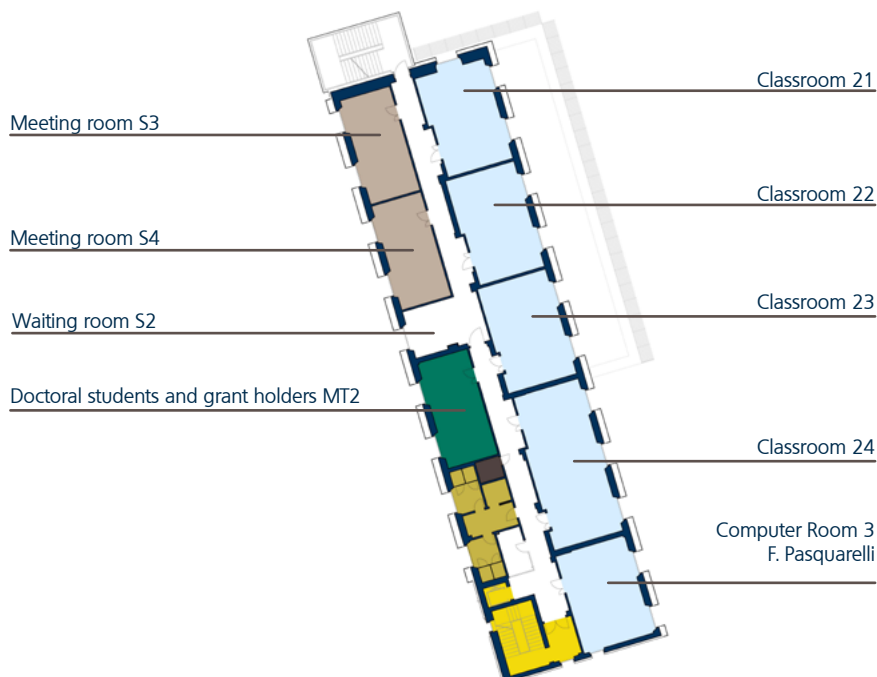 Meeting room S3
Meeting room S4
Waiting room S2
Doctoral students and grant holders MT2
Classroom 21
Classroom 22
Classroom 23
Classroom 24
Computer Room 3
F. Pasquarelli